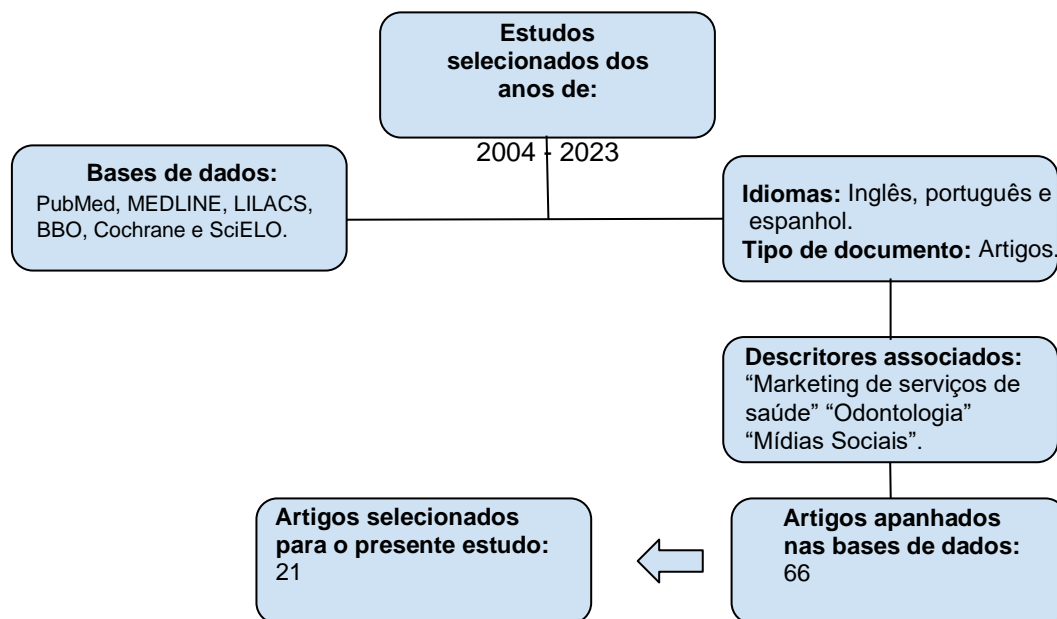 Estudos
selecionados dos
anos de:
2004 - 2023
Bases de dados:
PubMed, MEDLINE, LILACS,
BBO, Cochrane e SciELO.
Idiomas: Inglês, português e
espanhol.
Tipo de documento: Artigos.
Descritores associados:
“Marketing de serviços de
saúde” “Odontologia”
“Mídias Sociais”.
Artigos apanhados
nas bases de dados:
66
Artigos selecionados
para o presente estudo:
21